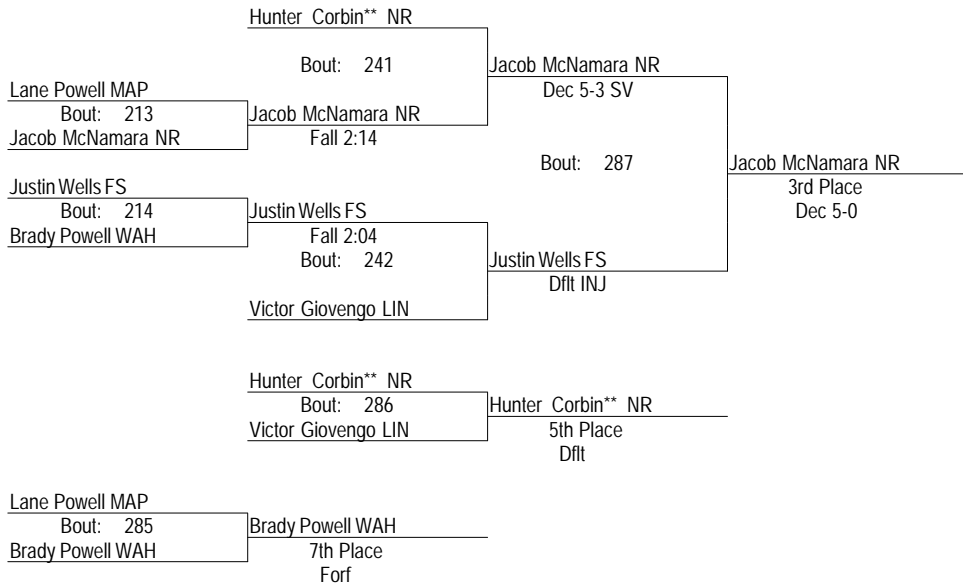 Hunter Corbin** NR
Bout: 241
Jacob McNamara NR
Dec 5-3 SV
Lane Powell MAP
Bout: 213
Jacob McNamara NR
Fall 2:14
Jacob McNamara NR
Bout: 287
Jacob McNamara NR
3rd Place
Dec 5-0
Justin Wells FS
Bout: 214
Justin Wells FS
Brady Powell WAH
Fall 2:04
Bout: 242
Justin Wells FS
Dflt INJ
Victor Giovengo LIN
Hunter Corbin** NR
Bout: 286
Hunter Corbin** NR
Victor Giovengo LIN
5th Place
Dflt
Lane Powell MAP
Bout: 285
Brady Powell WAH
Brady Powell WAH
7th Place
Forf